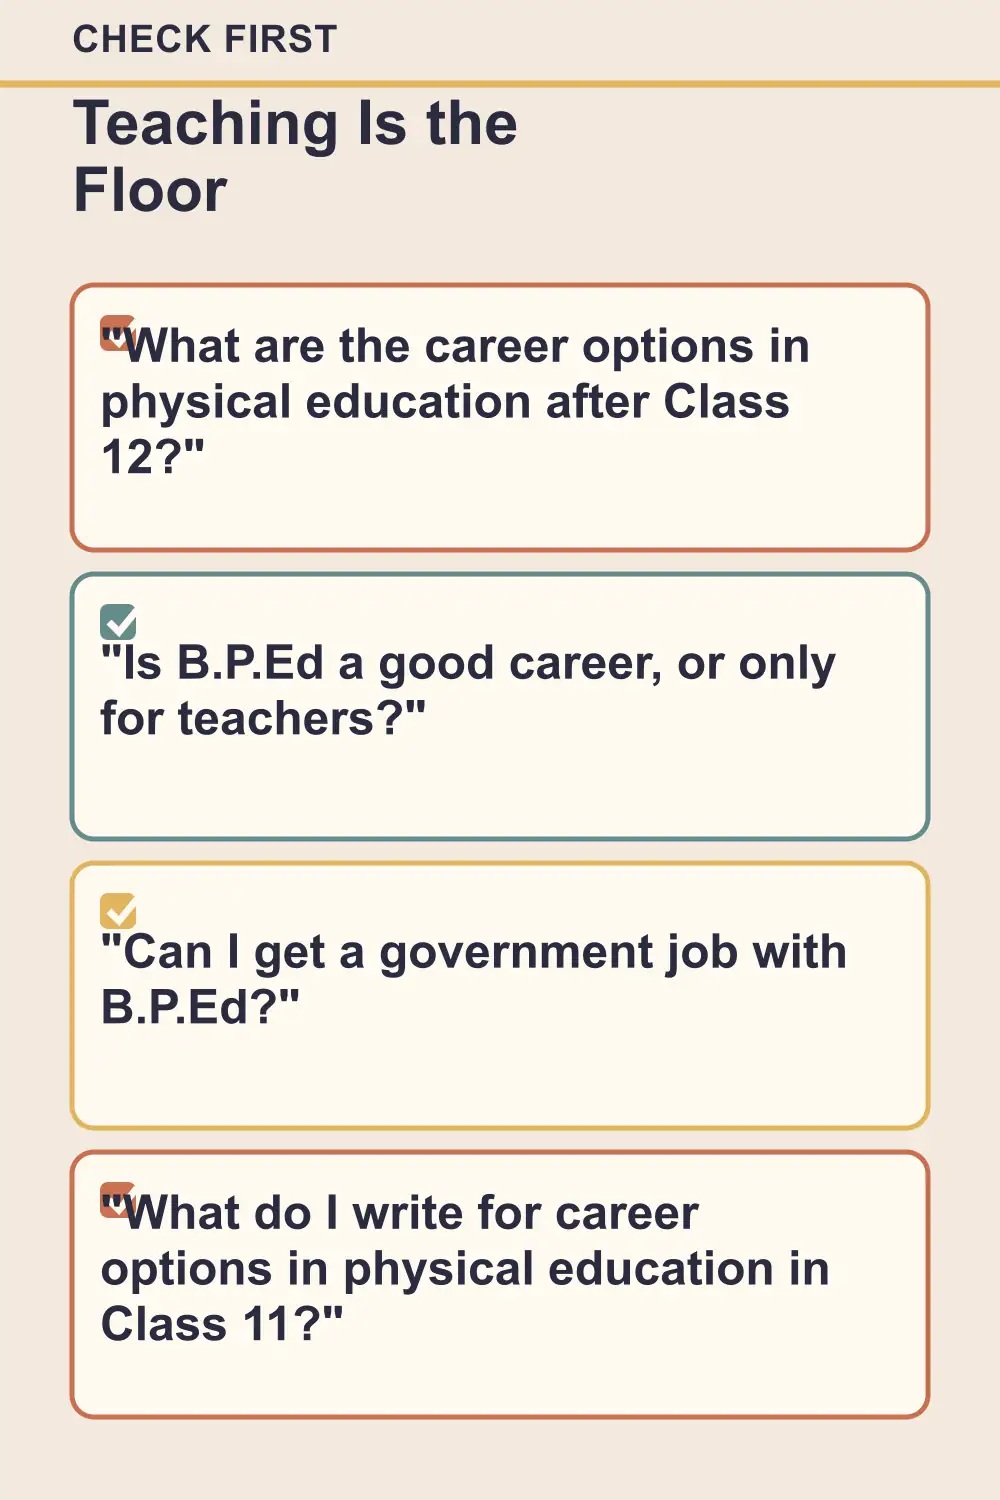 CHECK FIRST
Teaching Is the
Floor
"What are the career options in
physical education after Class
12?"
"Is B.P.Ed a good career, or only
for teachers?"
"Can I get a government job with
B.P.Ed?"
"What do I write for career
options in physical education in
Class 11?"